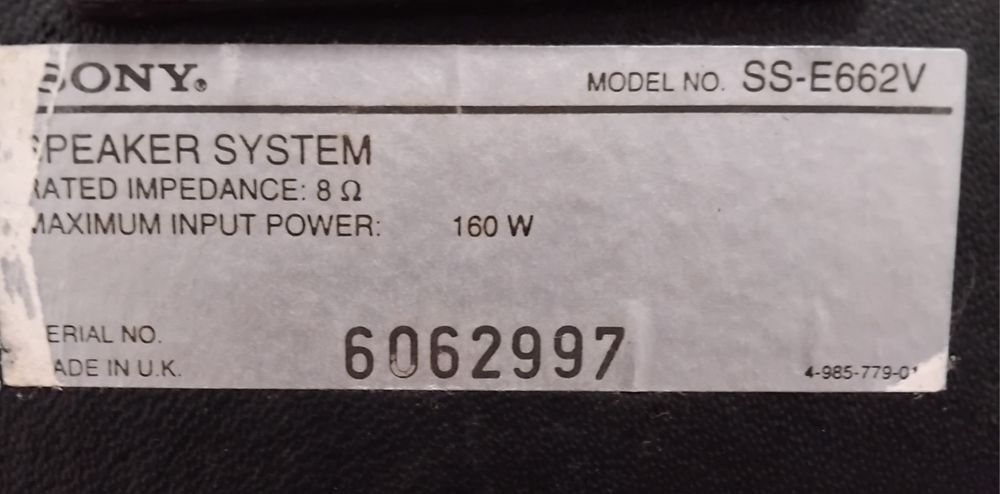 SONY® MODEL NO. SS-E662V
SPEAKER SYSTEM
RATED IMPEDANCE: 8 Ω
MAXIMUM INPUT POWER: 160 W
SERIAL NO. 6062997
MADE IN U.K. 4-985-779-01